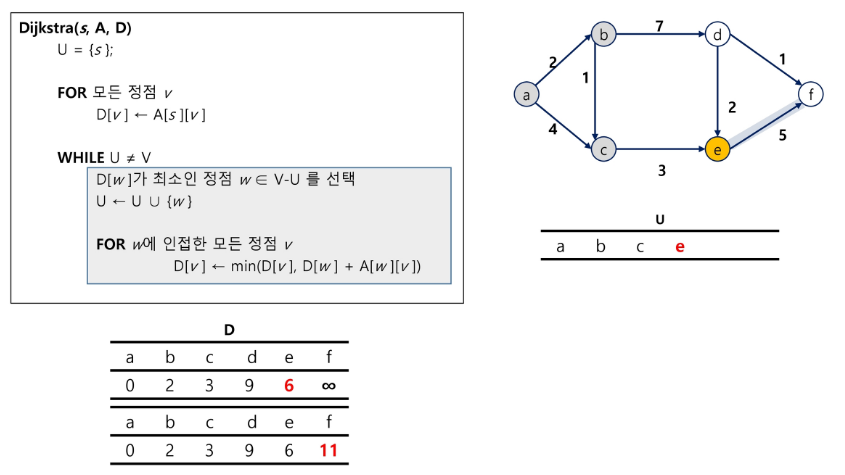 Dijkstra(s, A, D)
U = {s};
FOR 모든 정점 v
D[v] ← A[s][v]
WHILE U ≠ V
D[w]가 최소인 정점 w ∈ V-U 를 선택
U ← U ∪ {w}
FOR w에 인접한 모든 정점 v
D[v] ← min(D[v], D[w] + A[w][v])
b 7 d
2 1
1
a f
2
4 5
c e
3
U
a b c e
D
a b c d e f
0 2 3 9 6 ∞
a b c d e f
0 2 3 9 6 11